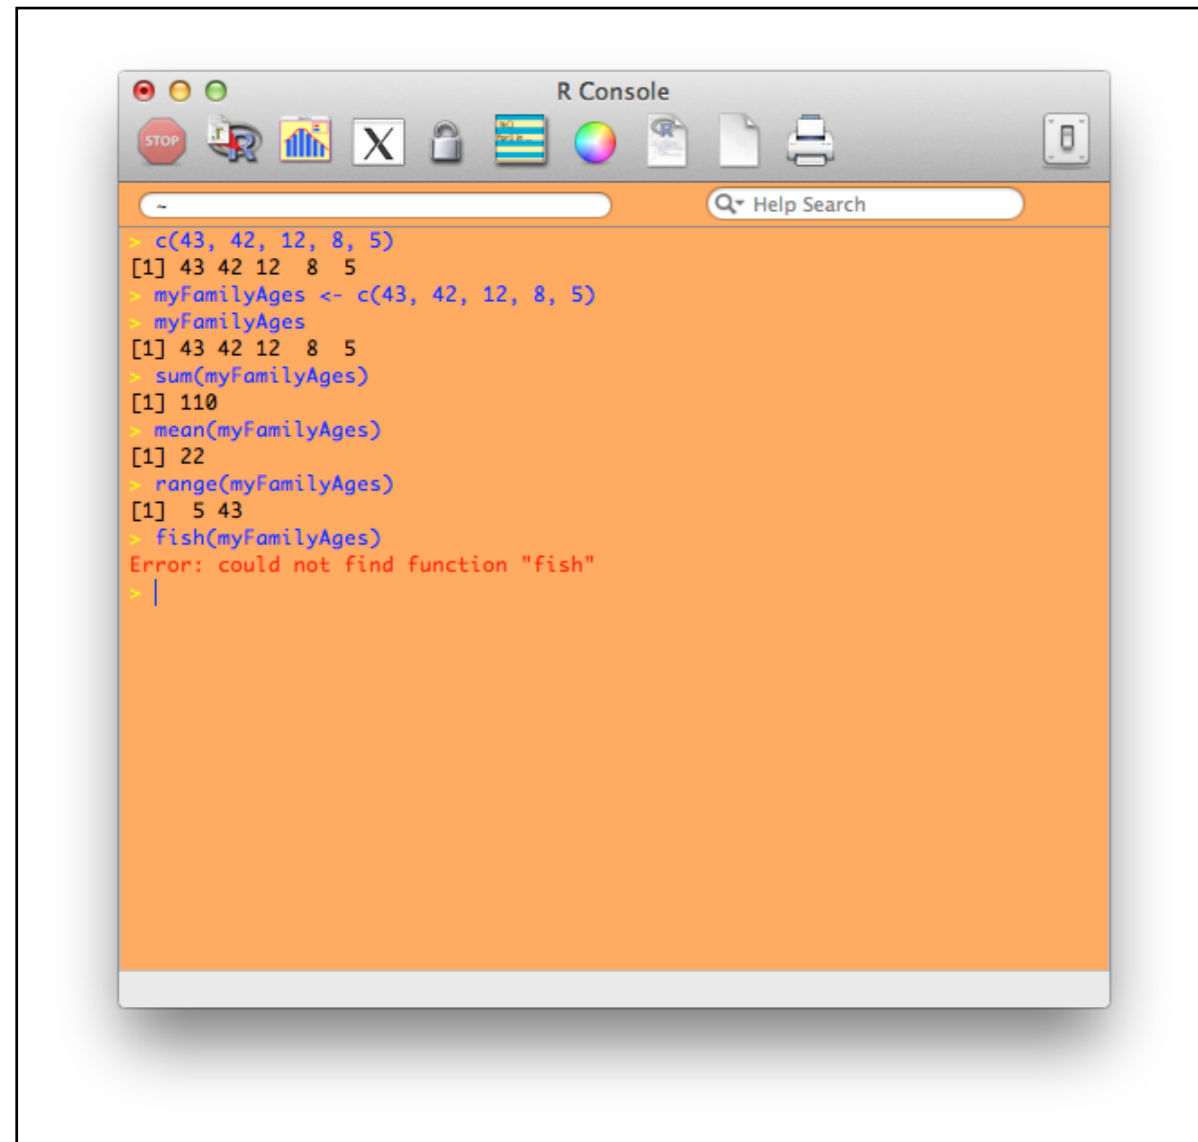 R Console
STOP
X
~
Help Search
> c(43, 42, 12, 8, 5)
[1] 43 42 12  8  5
> myFamilyAges <- c(43, 42, 12, 8, 5)
> myFamilyAges
[1] 43 42 12  8  5
> sum(myFamilyAges)
[1] 110
> mean(myFamilyAges)
[1] 22
> range(myFamilyAges)
[1]  5 43
> fish(myFamilyAges)
Error: could not find function "fish"
>